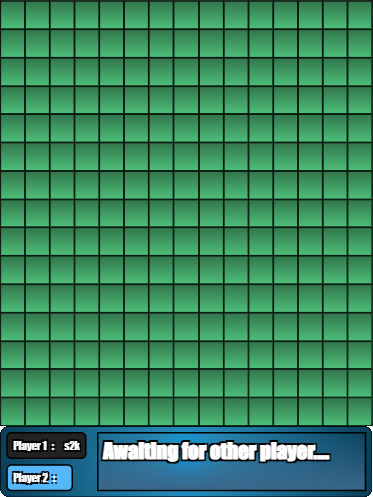 Player 1 : s2k
Awaiting for other player....
Player 2 ::